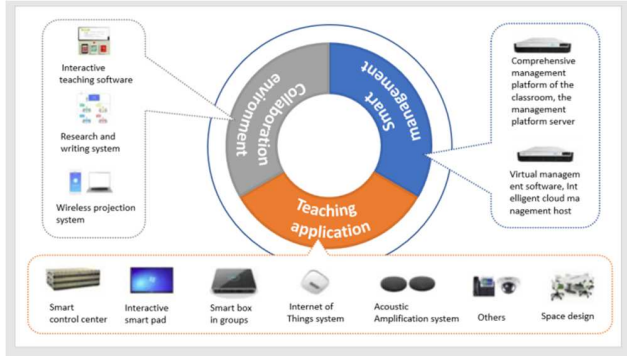 Interactive
teaching software
Research and
writing system
Wireless projection
system
Collaboration
environment
Smart
management
Teaching
application
Comprehensive
management
platform of the
classroom, the
management
platform server
Virtual managem
ent software, Int
elligent cloud ma
nagement host
Smart
control center
Interactive
smart pad
Smart box
in groups
Internet of
Things system
Acoustic
Amplification system
Others
Space design